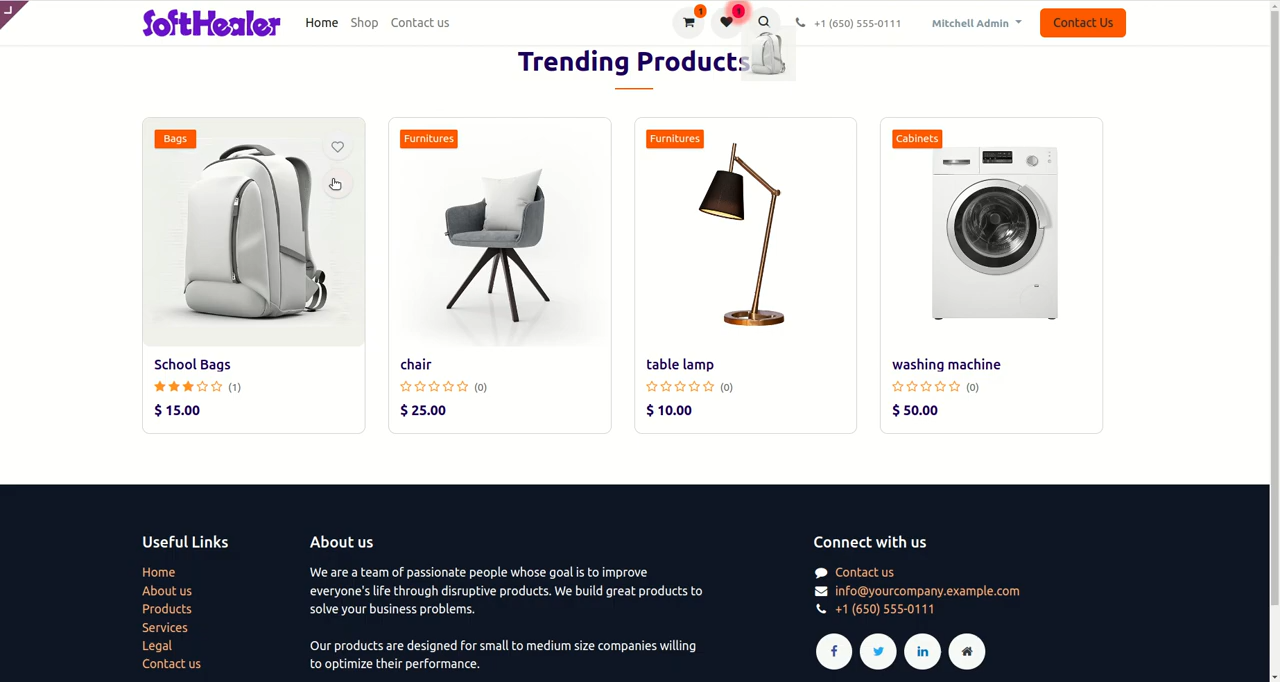 SoftHealer Home Shop Contact us 1 1 +1 (650) 555-0111 Mitchell Admin Contact Us
Trending Products
Bags Furnitures Furnitures Cabinets
School Bags chair table lamp washing machine
(1) (0) (0) (0)
$ 15.00 $ 25.00 $ 10.00 $ 50.00
Useful Links About us Connect with us
Home We are a team of passionate people whose goal is to improve Contact us
About us everyone's life through disruptive products. We build great products to info@yourcompany.example.com
Products solve your business problems. +1 (650) 555-0111
Services
Legal Our products are designed for small to medium size companies willing
Contact us to optimize their performance.